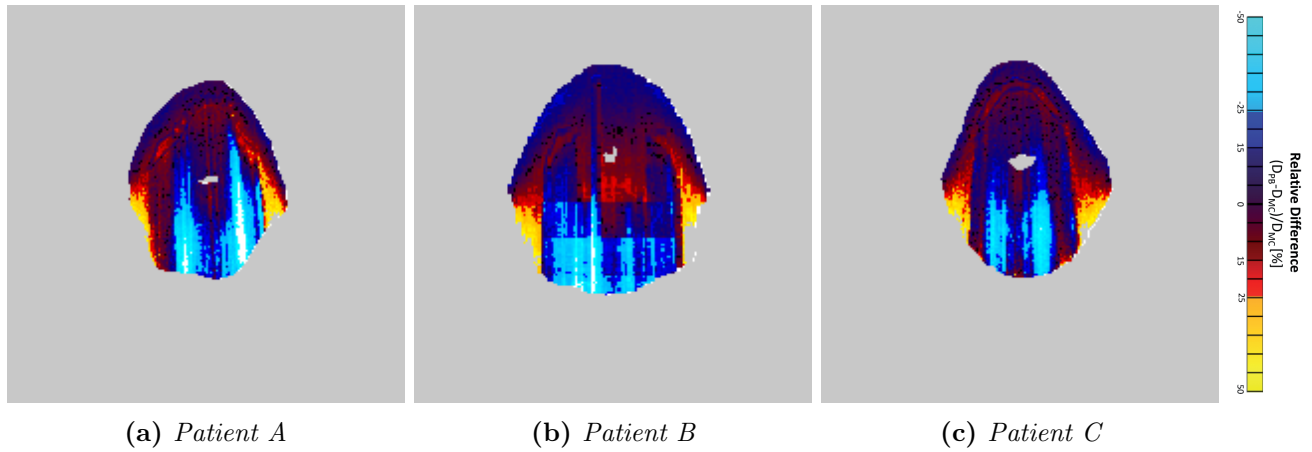 -50
-25
15
0
15
25
50
Relative Difference
(D_PB-D_MC)/D_MC [%]
(a) Patient A
(b) Patient B
(c) Patient C